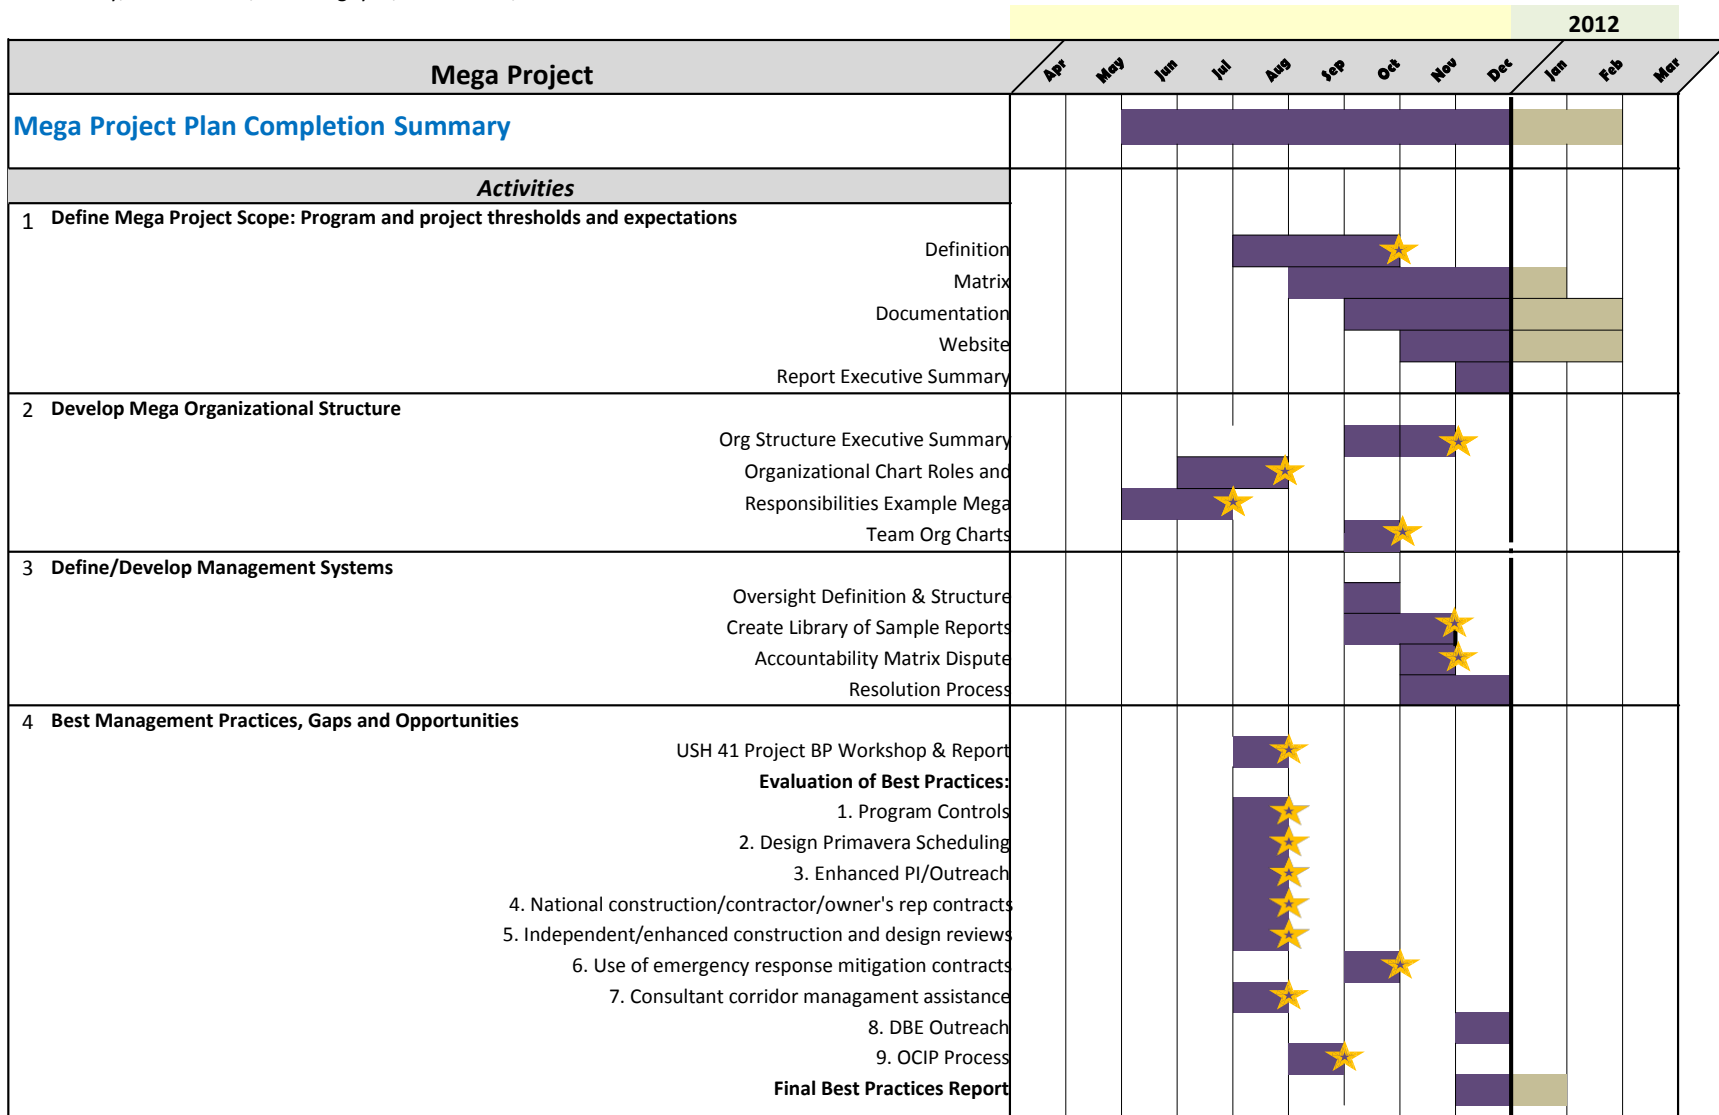 2012
Mega Project
Apr May Jun Jul Aug Sep Oct Nov Dec Jan Feb Mar
Mega Project Plan Completion Summary
Activities
1 Define Mega Project Scope: Program and project thresholds and expectations
Definition
Matrix
Documentation
Website
Report Executive Summary
2 Develop Mega Organizational Structure
Org Structure Executive Summary
Organizational Chart Roles and
Responsibilities Example Mega
Team Org Charts
3 Define/Develop Management Systems
Oversight Definition & Structure
Create Library of Sample Reports
Accountability Matrix Dispute
Resolution Process
4 Best Management Practices, Gaps and Opportunities
USH 41 Project BP Workshop & Report
Evaluation of Best Practices:
1. Program Controls
2. Design Primavera Scheduling
3. Enhanced PI/Outreach
4. National construction/contractor/owner's rep contracts
5. Independent/enhanced construction and design reviews
6. Use of emergency response mitigation contracts
7. Consultant corridor managament assistance
8. DBE Outreach
9. OCIP Process
Final Best Practices Report